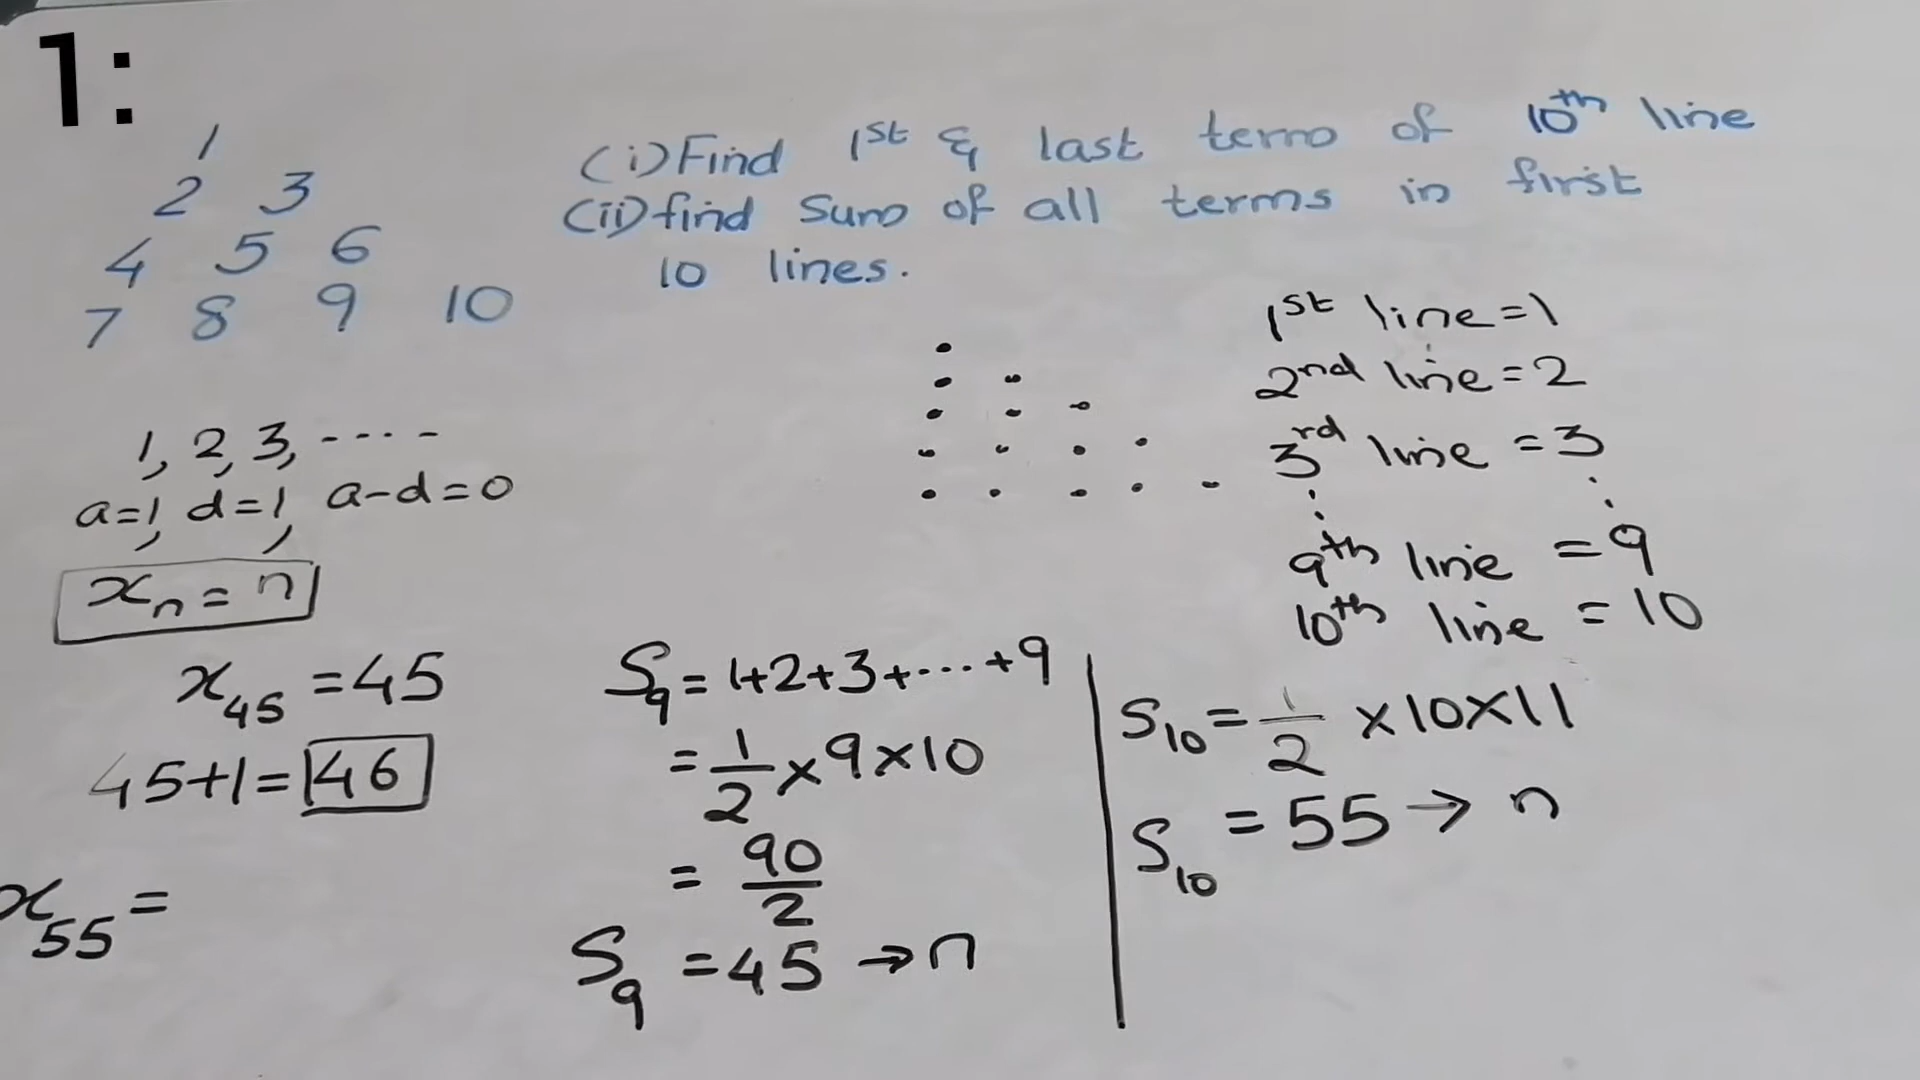 1:
1
2 3
4 5 6
7 8 9 10
(i) Find 1st & last term of 10th line
(ii) find Sum of all terms in first
10 lines.
1st line = 1
2nd line = 2
3rd line = 3
⋮ ⋮
9th line = 9
10th line = 10
1, 2, 3, -----
a=1, d=1, a-d=0
xₙ = n
x₄₅ = 45
45+1 = 46
x₅₅ =
S₉ = 1+2+3+....+9
= 1/2 × 9 × 10
= 90/2
S₉ = 45 → n
S₁₀ = 1/2 × 10 × 11
S₁₀ = 55 → n